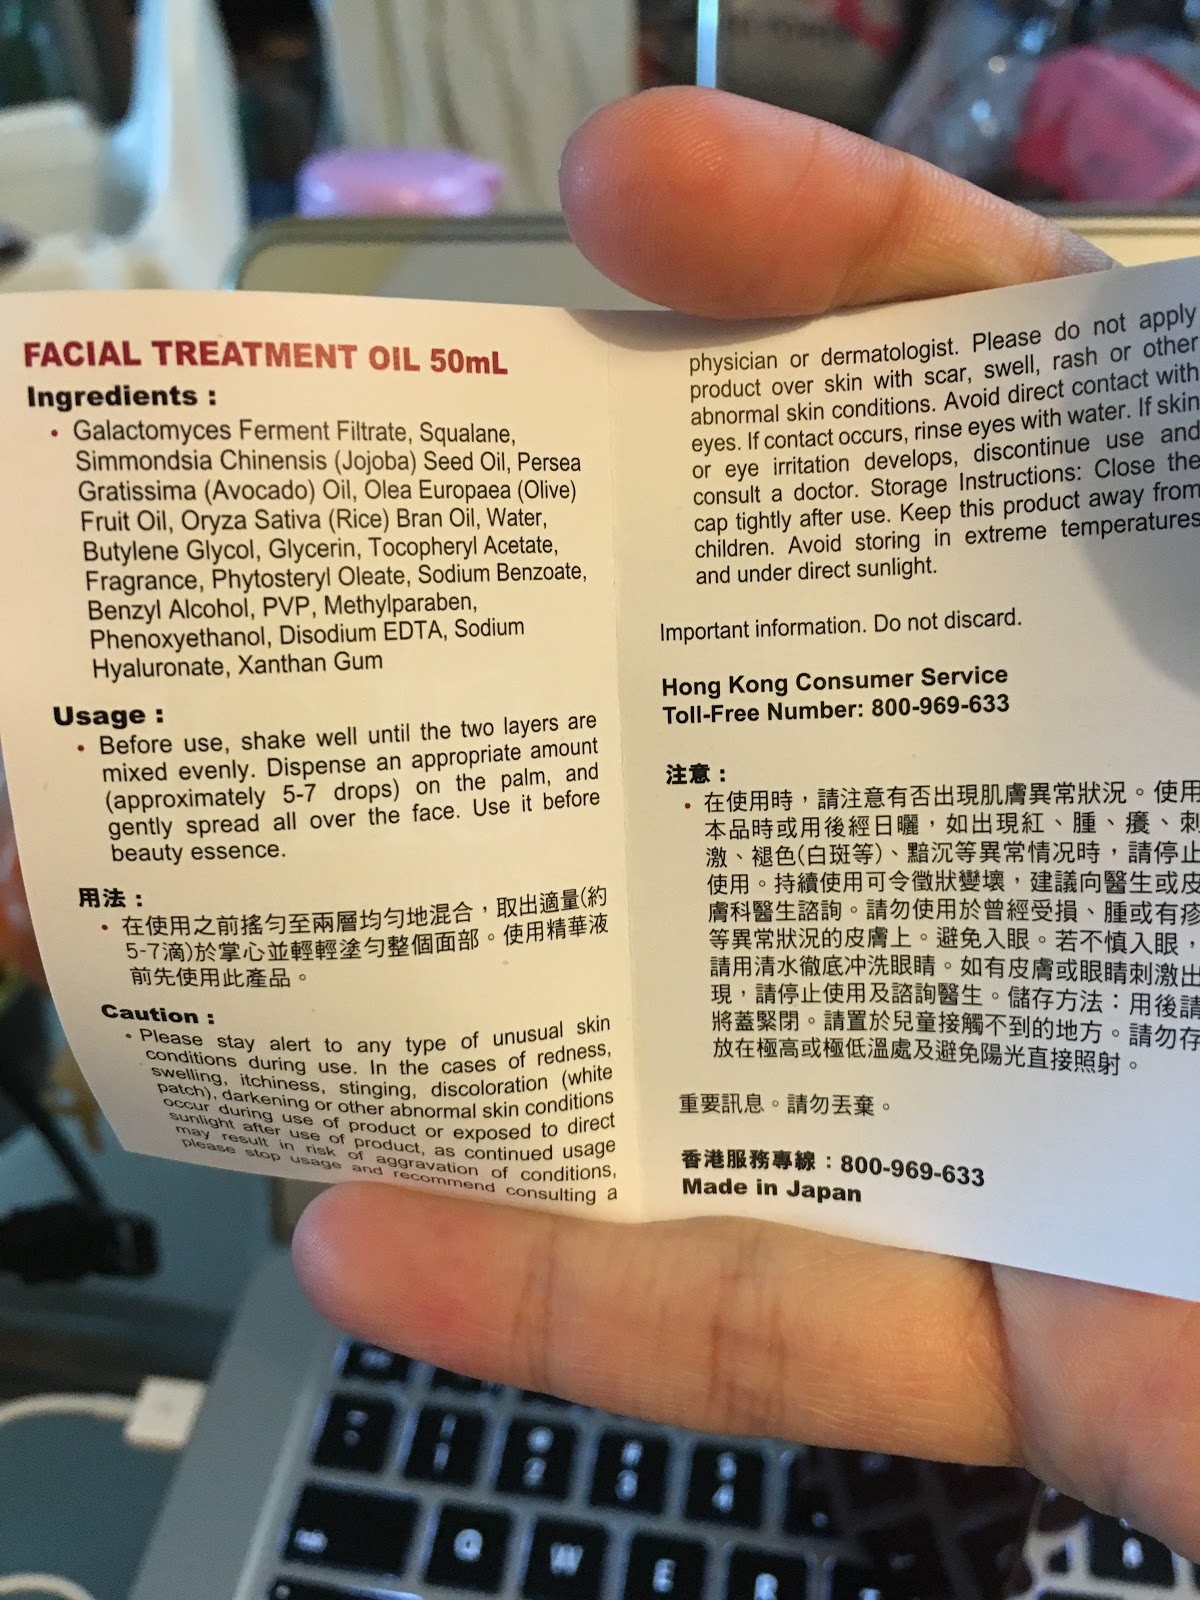 FACIAL TREATMENT OIL 50mL
Ingredients :
• Galactomyces Ferment Filtrate, Squalane,
Simmondsia Chinensis (Jojoba) Seed Oil, Persea
Gratissima (Avocado) Oil, Olea Europaea (Olive)
Fruit Oil, Oryza Sativa (Rice) Bran Oil, Water,
Butylene Glycol, Glycerin, Tocopheryl Acetate,
Fragrance, Phytosteryl Oleate, Sodium Benzoate,
Benzyl Alcohol, PVP, Methylparaben,
Phenoxyethanol, Disodium EDTA, Sodium
Hyaluronate, Xanthan Gum
Usage :
• Before use, shake well until the two layers are
mixed evenly. Dispense an appropriate amount
(approximately 5-7 drops) on the palm, and
gently spread all over the face. Use it before
beauty essence.
用法：
• 在使用之前搖勻至兩層均勻地混合，取出適量(約
5-7滴)於掌心並輕輕塗勻整個面部。使用精華液
前先使用此產品。
Caution :
• Please stay alert to any type of unusual skin
conditions during use. In the cases of redness,
swelling, itchiness, stinging, discoloration (white
patch), darkening or other abnormal skin conditions
occur during use of product or exposed to direct
sunlight after use of product, as continued usage
may result in risk of aggravation of conditions,
please stop usage and recommend consulting a
physician or dermatologist. Please do not apply
product over skin with scar, swell, rash or other
abnormal skin conditions. Avoid direct contact with
eyes. If contact occurs, rinse eyes with water. If skin
or eye irritation develops, discontinue use and
consult a doctor. Storage Instructions: Close the
cap tightly after use. Keep this product away from
children. Avoid storing in extreme temperatures
and under direct sunlight.
Important information. Do not discard.
Hong Kong Consumer Service
Toll-Free Number: 800-969-633
注意：
• 在使用時，請注意有否出現肌膚異常狀況。使用
本品時或用後經日曬，如出現紅、腫、癢、刺
激、褪色(白斑等)、黯沉等異常情况時，請停止
使用。持續使用可令徵狀變壞，建議向醫生或皮
膚科醫生諮詢。請勿使用於曾經受損、腫或有疹
等異常狀況的皮膚上。避免入眼。若不慎入眼，
請用清水徹底冲洗眼睛。如有皮膚或眼睛刺激出
現，請停止使用及諮詢醫生。儲存方法：用後請
將蓋緊閉。請置於兒童接觸不到的地方。請勿存
放在極高或極低溫處及避免陽光直接照射。
重要訊息。請勿丟棄。
香港服務專線：800-969-633
Made in Japan
@
2
#
3
$
4
Q
W
E